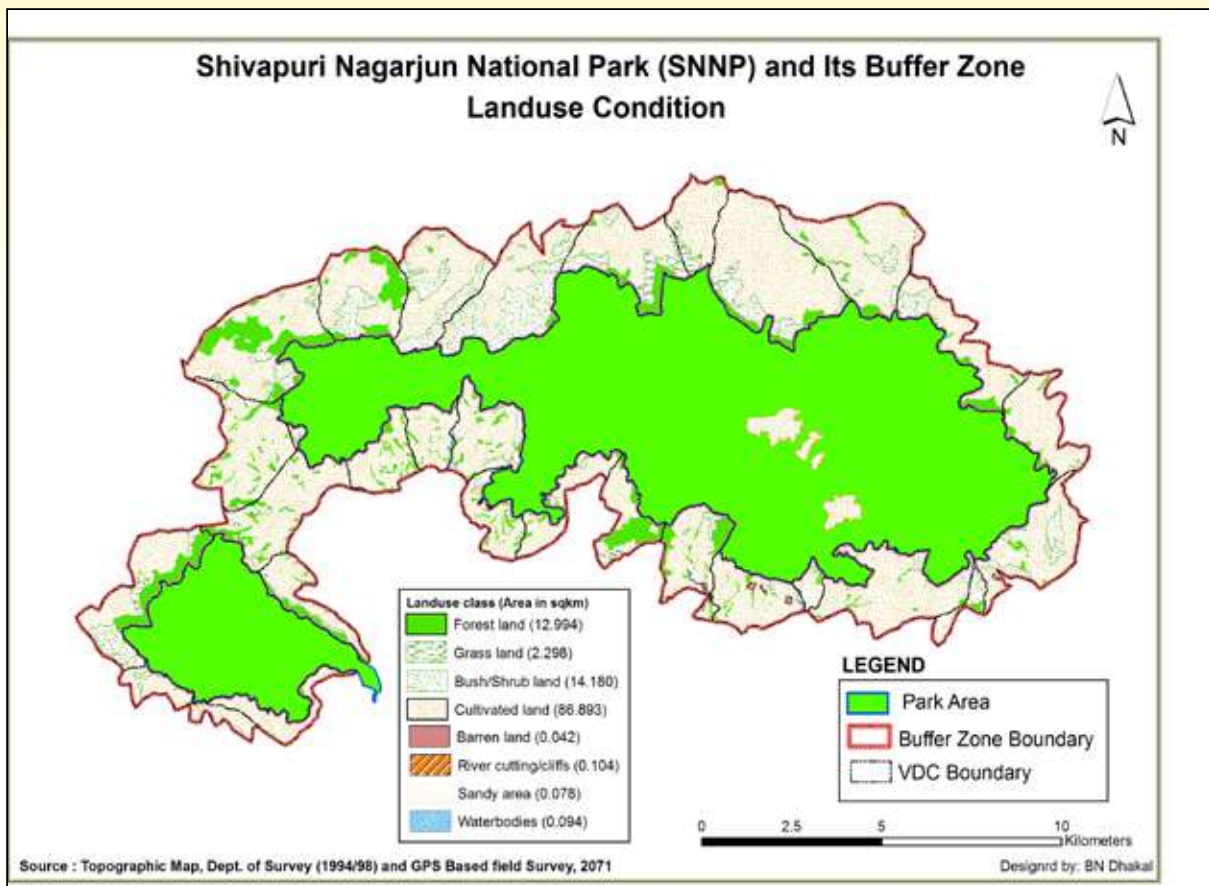 Shivapuri Nagarjun National Park (SNNP) and Its Buffer Zone
Landuse Condition
N
Landuse class (Area in sqkm)
Forest land (12.994)
Grass land (2.298)
Bush/Shrub land (14.180)
Cultivated land (86.893)
Barren land (0.042)
River cutting/cliffs (0.104)
Sandy area (0.078)
Waterbodies (0.094)
LEGEND
Park Area
Buffer Zone Boundary
VDC Boundary
0 2.5 5 10
Kilometers
Source : Topographic Map, Dept. of Survey (1994/98) and GPS Based field Survey, 2071
Designrd by: BN Dhakal